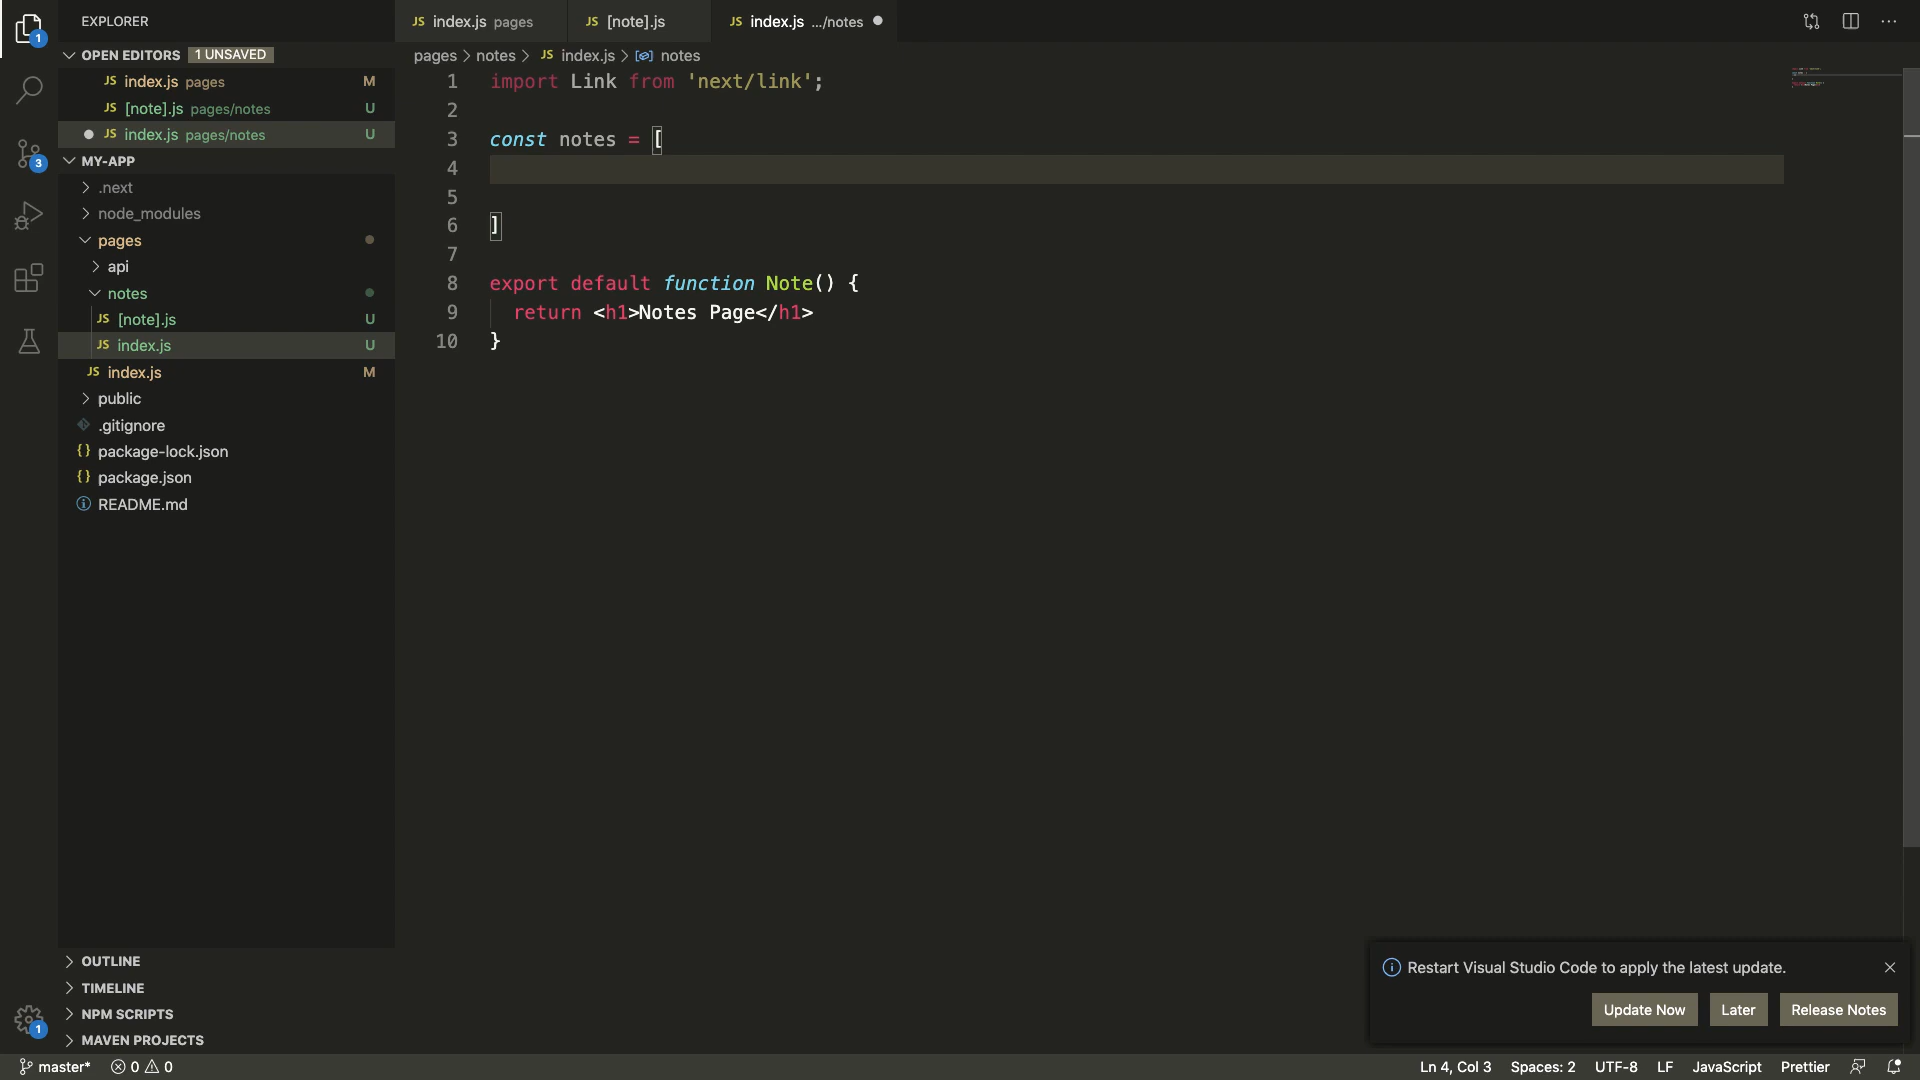 EXPLORER
OPEN EDITORS 1 UNSAVED
JS index.js pages M
JS [note].js pages/notes U
JS index.js pages/notes U
MY-APP
.next
node_modules
pages
api
notes
JS [note].js U
JS index.js U
JS index.js M
public
.gitignore
{} package-lock.json
{} package.json
README.md
OUTLINE
TIMELINE
NPM SCRIPTS
MAVEN PROJECTS
1
3
1
JS index.js pages
JS [note].js
JS index.js .../notes
pages > notes > JS index.js > notes
1 import Link from 'next/link';
2
3 const notes = [
4
5
6 ]
7
8 export default function Note() {
9 return <h1>Notes Page</h1>
10 }
Restart Visual Studio Code to apply the latest update.
Update Now
Later
Release Notes
master* 0 0
Ln 4, Col 3 Spaces: 2 UTF-8 LF JavaScript Prettier